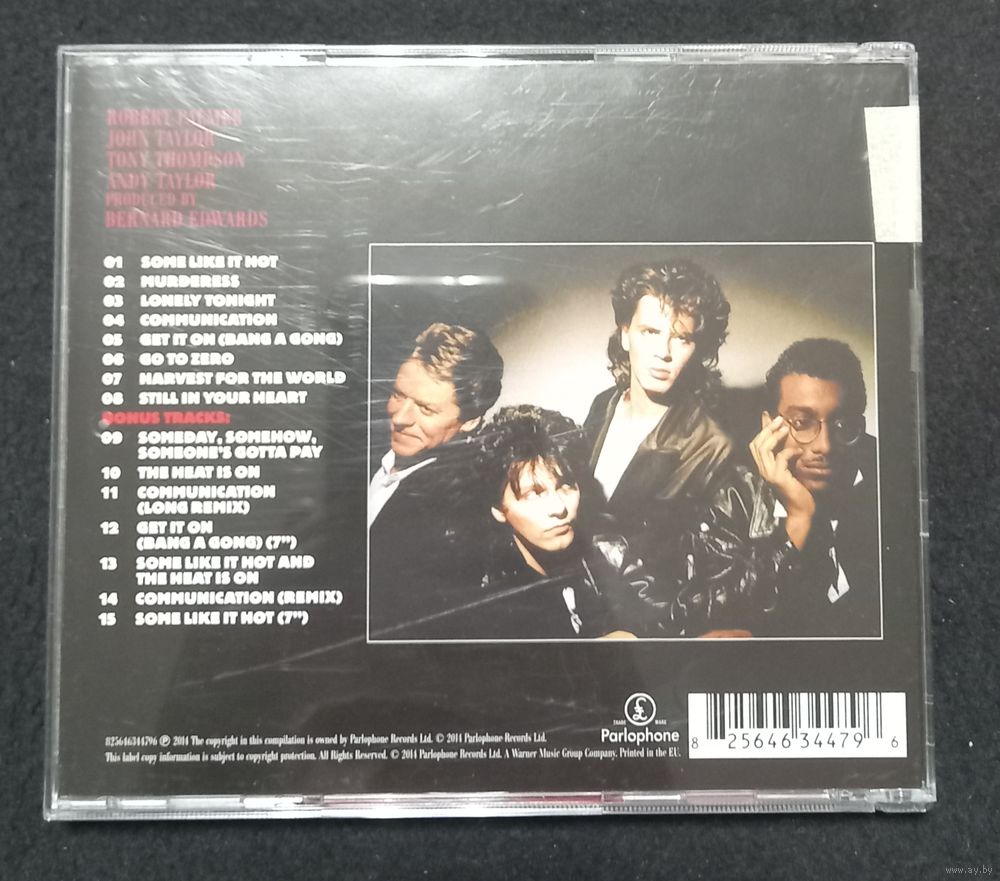 ROBERT PALMER
JOHN TAYLOR
TONY THOMPSON
ANDY TAYLOR
PRODUCED BY
BERNARD EDWARDS
01 SOME LIKE IT HOT
02 MURDERESS
03 LONELY TONIGHT
04 COMMUNICATION
05 GET IT ON (BANG A GONG)
06 GO TO ZERO
07 HARVEST FOR THE WORLD
08 STILL IN YOUR HEART
BONUS TRACKS:
09 SOMEDAY, SOMEHOW,
SOMEONE'S GOTTA PAY
10 THE HEAT IS ON
11 COMMUNICATION
(LONG REMIX)
12 GET IT ON
(BANG A GONG) (7")
13 SOME LIKE IT HOT AND
THE HEAT IS ON
14 COMMUNICATION (REMIX)
15 SOME LIKE IT HOT (7")
£
TRADE MARK
Parlophone
8 25646 34479 6
825646344796 ℗ 2014 The copyright in this compilation is owned by Parlophone Records Ltd. © 2014 Parlophone Records Ltd.
This label copy information is subject to copyright protection. All Rights Reserved. © 2014 Parlophone Records Ltd. A Warner Music Group Company. Printed in the EU.
www.ay.by